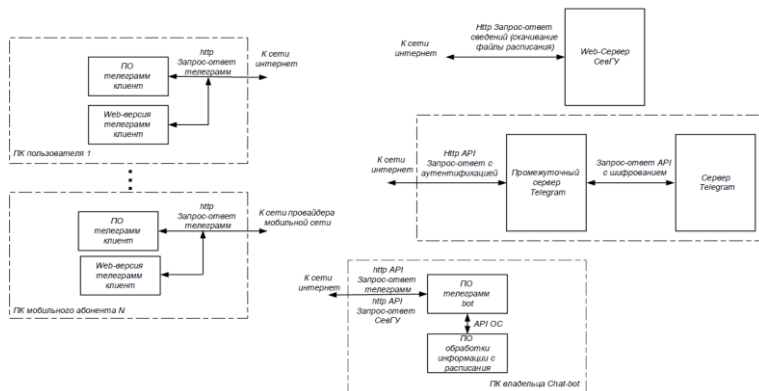 ПО
телеграмм
клиент
Web-версия
телеграмм
клиент
http
Запрос-ответ
телеграмм
К сети
интернет
ПК пользователя 1
ПО
телеграмм
клиент
Web-версия
телеграмм
клиент
http
Запрос-ответ
телеграмм
К сети провайдера
мобильной сети
ПК мобильного абонента N
К сети
интернет
Http Запрос-ответ
сведений (скачивание
файлы расписания)
Web-Сервер
СевГУ
К сети
интернет
Http API
Запрос-ответ с
аутентификацией
Промежуточный
сервер
Telegram
Запрос-ответ API
с шифрованием
Сервер
Telegram
К сети
интернет
http API
Запрос-ответ
телеграмм
http API
Запрос-ответ
СевГУ
ПО
телеграмм
bot
API ОС
ПО
обработки
информации с
расписания
ПК владельца Chat-bot